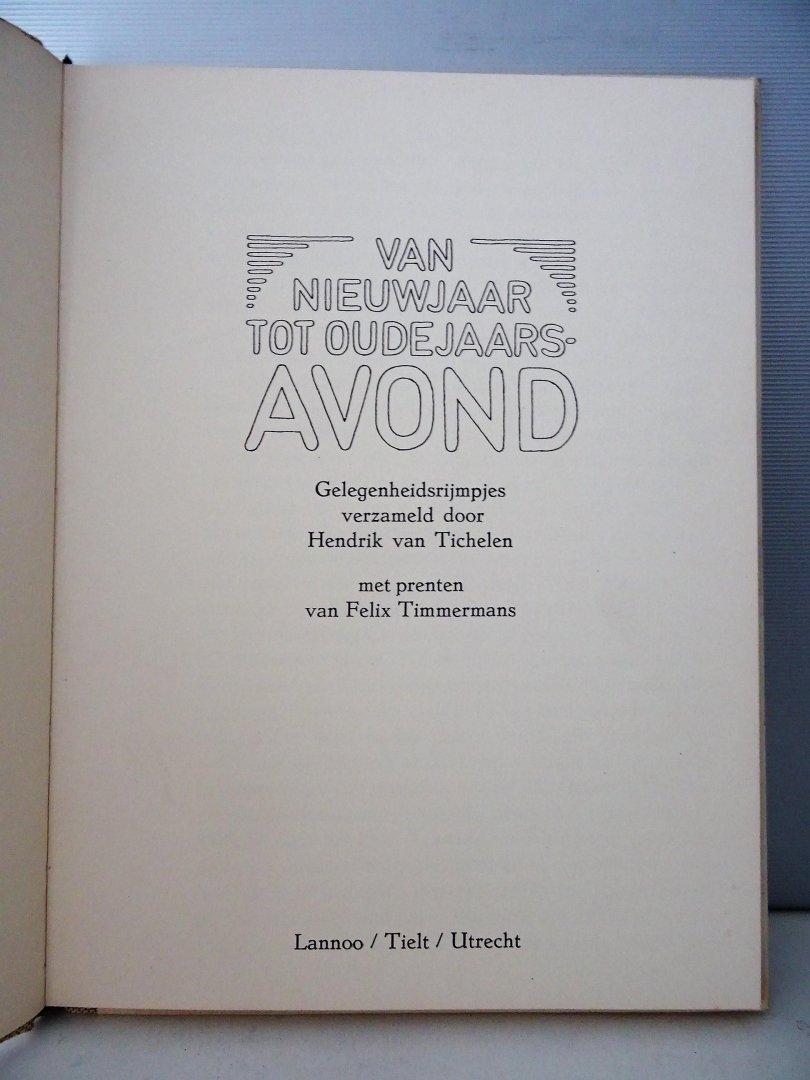 VAN
NIEUWJAAR
TOT OUDEJAARS-
AVOND
Gelegenheidsrijmpjes
verzameld door
Hendrik van Tichelen
met prenten
van Felix Timmermans
Lannoo / Tielt / Utrecht